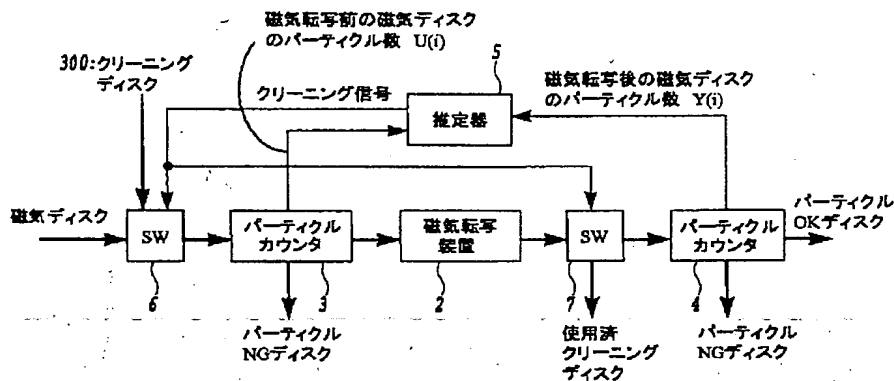 磁気転写前の磁気ディスク
のパーティクル数 U(i)
300:クリーニング
ディスク
クリーニング信号
5
推定器
磁気転写後の磁気ディスク
のパーティクル数 Y(i)
磁気ディスク
SW
パーティクル
カウンタ
磁気転写
装置
SW
パーティクル
カウンタ
パーティクル
OKディスク
6
3
2
7
4
パーティクル
NGディスク
使用済
クリーニング
ディスク
パーティクル
NGディスク